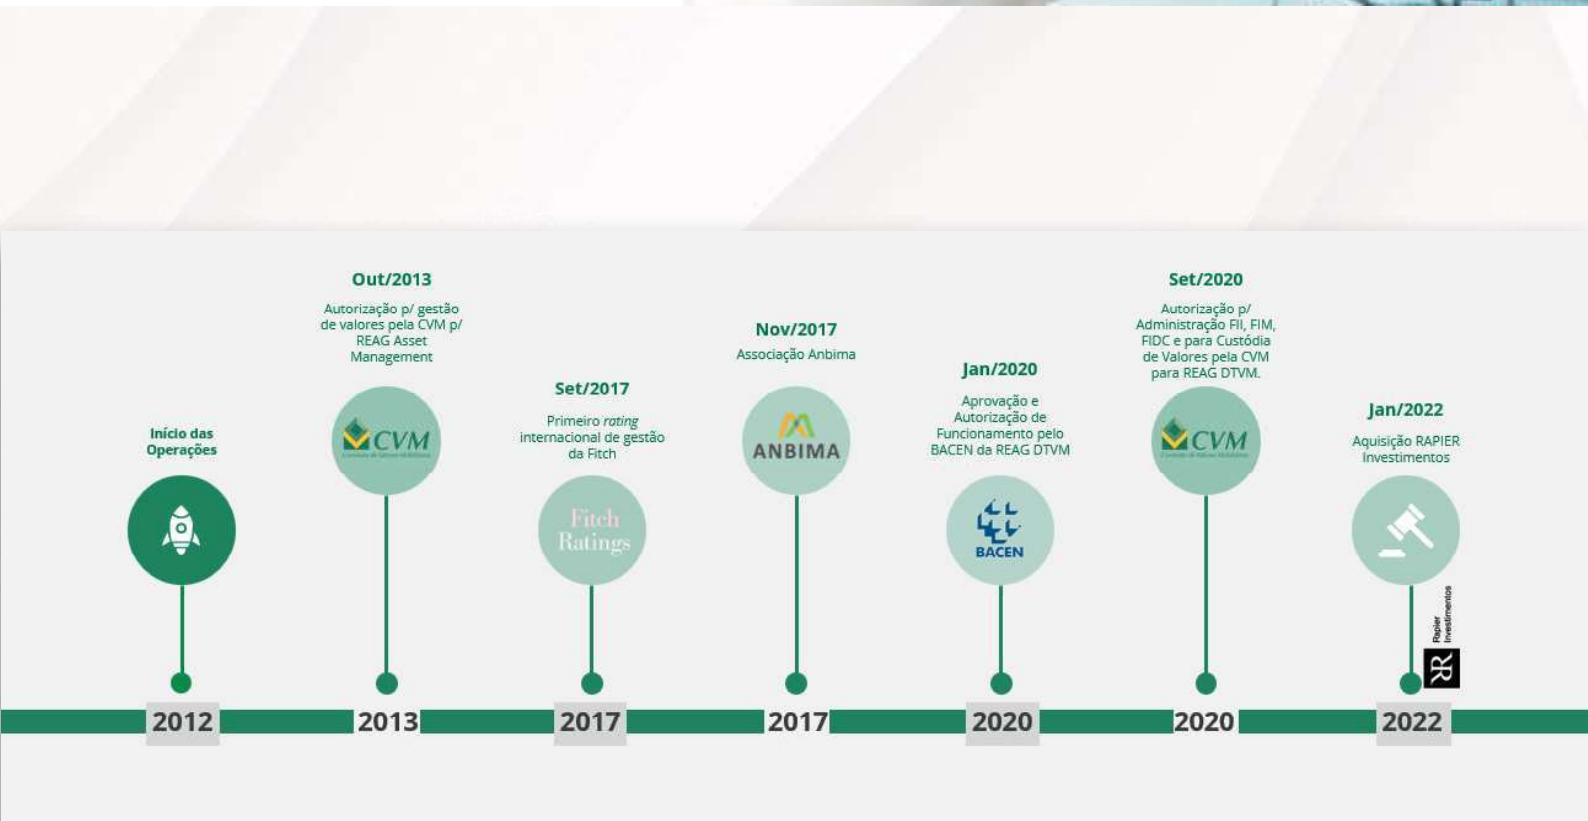 Início das
Operações
2012
Out/2013
Autorização p/ gestão
de valores pela CVM p/
REAG Asset
Management
CVM
2013
Set/2017
Primeiro rating
internacional de gestão
da Fitch
Fitch
Ratings
2017
Nov/2017
Associação Anbima
ANBIMA
2017
Jan/2020
Aprovação e
Autorização de
Funcionamento pelo
BACEN da REAG DTVM
BACEN
2020
Set/2020
Autorização p/
Administração FII, FIM,
FIDC e para Custódia
de Valores pela CVM
para REAG DTVM.
CVM
2020
Jan/2022
Aquisição RAPIER
Investimentos
Rapier
Investimentos
2022